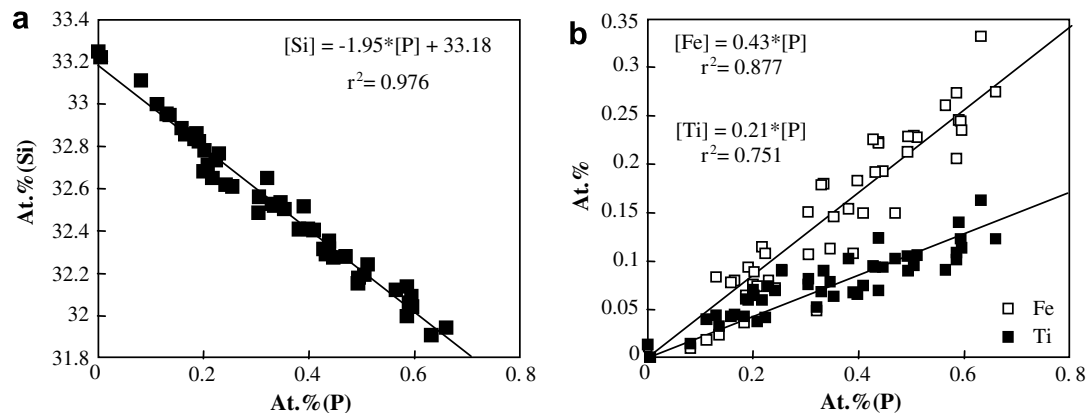 a
33.4
33.2
33
32.8
32.6
32.4
32.2
32
31.8
At.%(Si)
[Si] = -1.95*[P] + 33.18
r²= 0.976
0
0.2
0.4
0.6
0.8
At.%(P)
b
0.35
0.3
0.25
0.2
0.15
0.1
0.05
0
At.%
[Fe] = 0.43*[P]
r²= 0.877
[Ti] = 0.21*[P]
r²= 0.751
Fe
Ti
0
0.2
0.4
0.6
0.8
At.%(P)